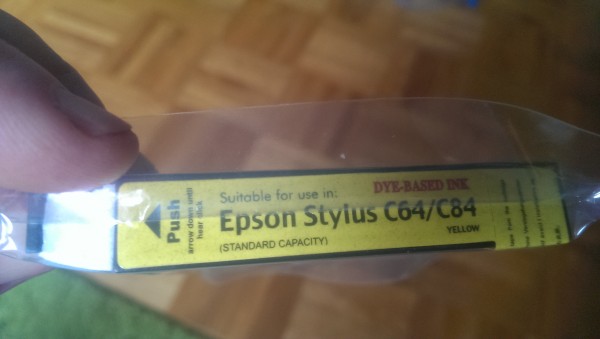 Push
arrow down until
hear click
Suitable for use in:
DYE-BASED INK
Epson Stylus C64/C84
(STANDARD CAPACITY)
YELLOW